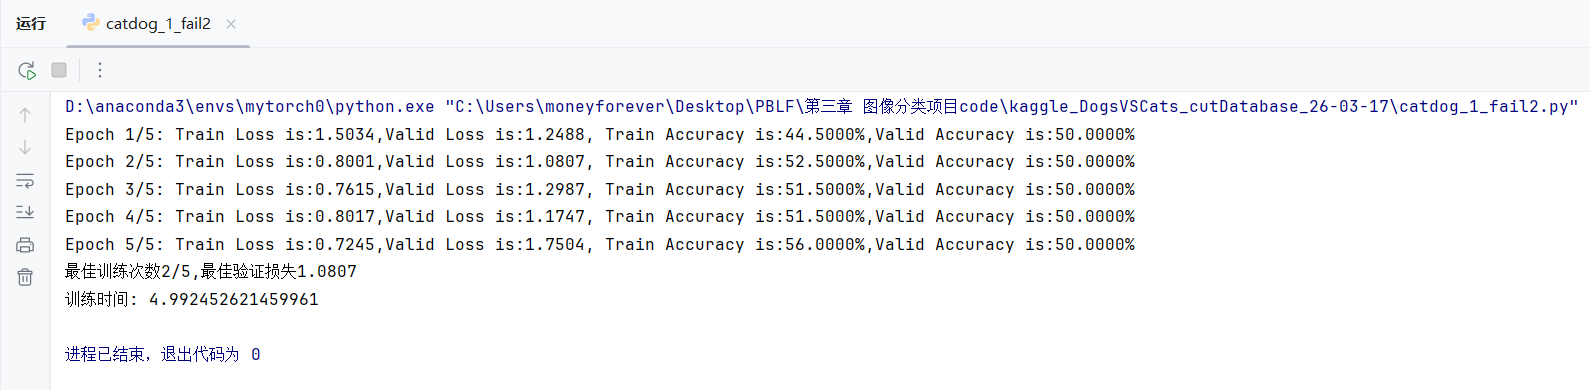 运行 catdog_1_fail2
D:\anaconda3\envs\mytorch0\python.exe "C:\Users\moneyforever\Desktop\PBLF\第三章 图像分类项目code\kaggle_DogsVSCats_cutDatabase_26-03-17\catdog_1_fail2.py"
Epoch 1/5: Train Loss is:1.5034,Valid Loss is:1.2488, Train Accuracy is:44.5000%,Valid Accuracy is:50.0000%
Epoch 2/5: Train Loss is:0.8001,Valid Loss is:1.0807, Train Accuracy is:52.5000%,Valid Accuracy is:50.0000%
Epoch 3/5: Train Loss is:0.7615,Valid Loss is:1.2987, Train Accuracy is:51.5000%,Valid Accuracy is:50.0000%
Epoch 4/5: Train Loss is:0.8017,Valid Loss is:1.1747, Train Accuracy is:51.5000%,Valid Accuracy is:50.0000%
Epoch 5/5: Train Loss is:0.7245,Valid Loss is:1.7504, Train Accuracy is:56.0000%,Valid Accuracy is:50.0000%
最佳训练次数2/5,最佳验证损失1.0807
训练时间: 4.992452621459961
进程已结束，退出代码为 0